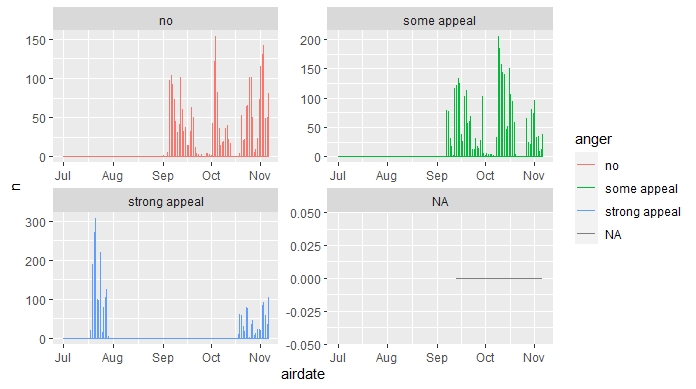 no
some appeal
150
100
50
0
Jul
Aug
Sep
Oct
Nov
200
150
100
50
0
Jul
Aug
Sep
Oct
Nov
strong appeal
NA
300
200
100
0
Jul
Aug
Sep
Oct
Nov
0.050
0.025
0.000
-0.025
-0.050
Jul
Aug
Sep
Oct
Nov
n
airdate
anger
no
some appeal
strong appeal
NA